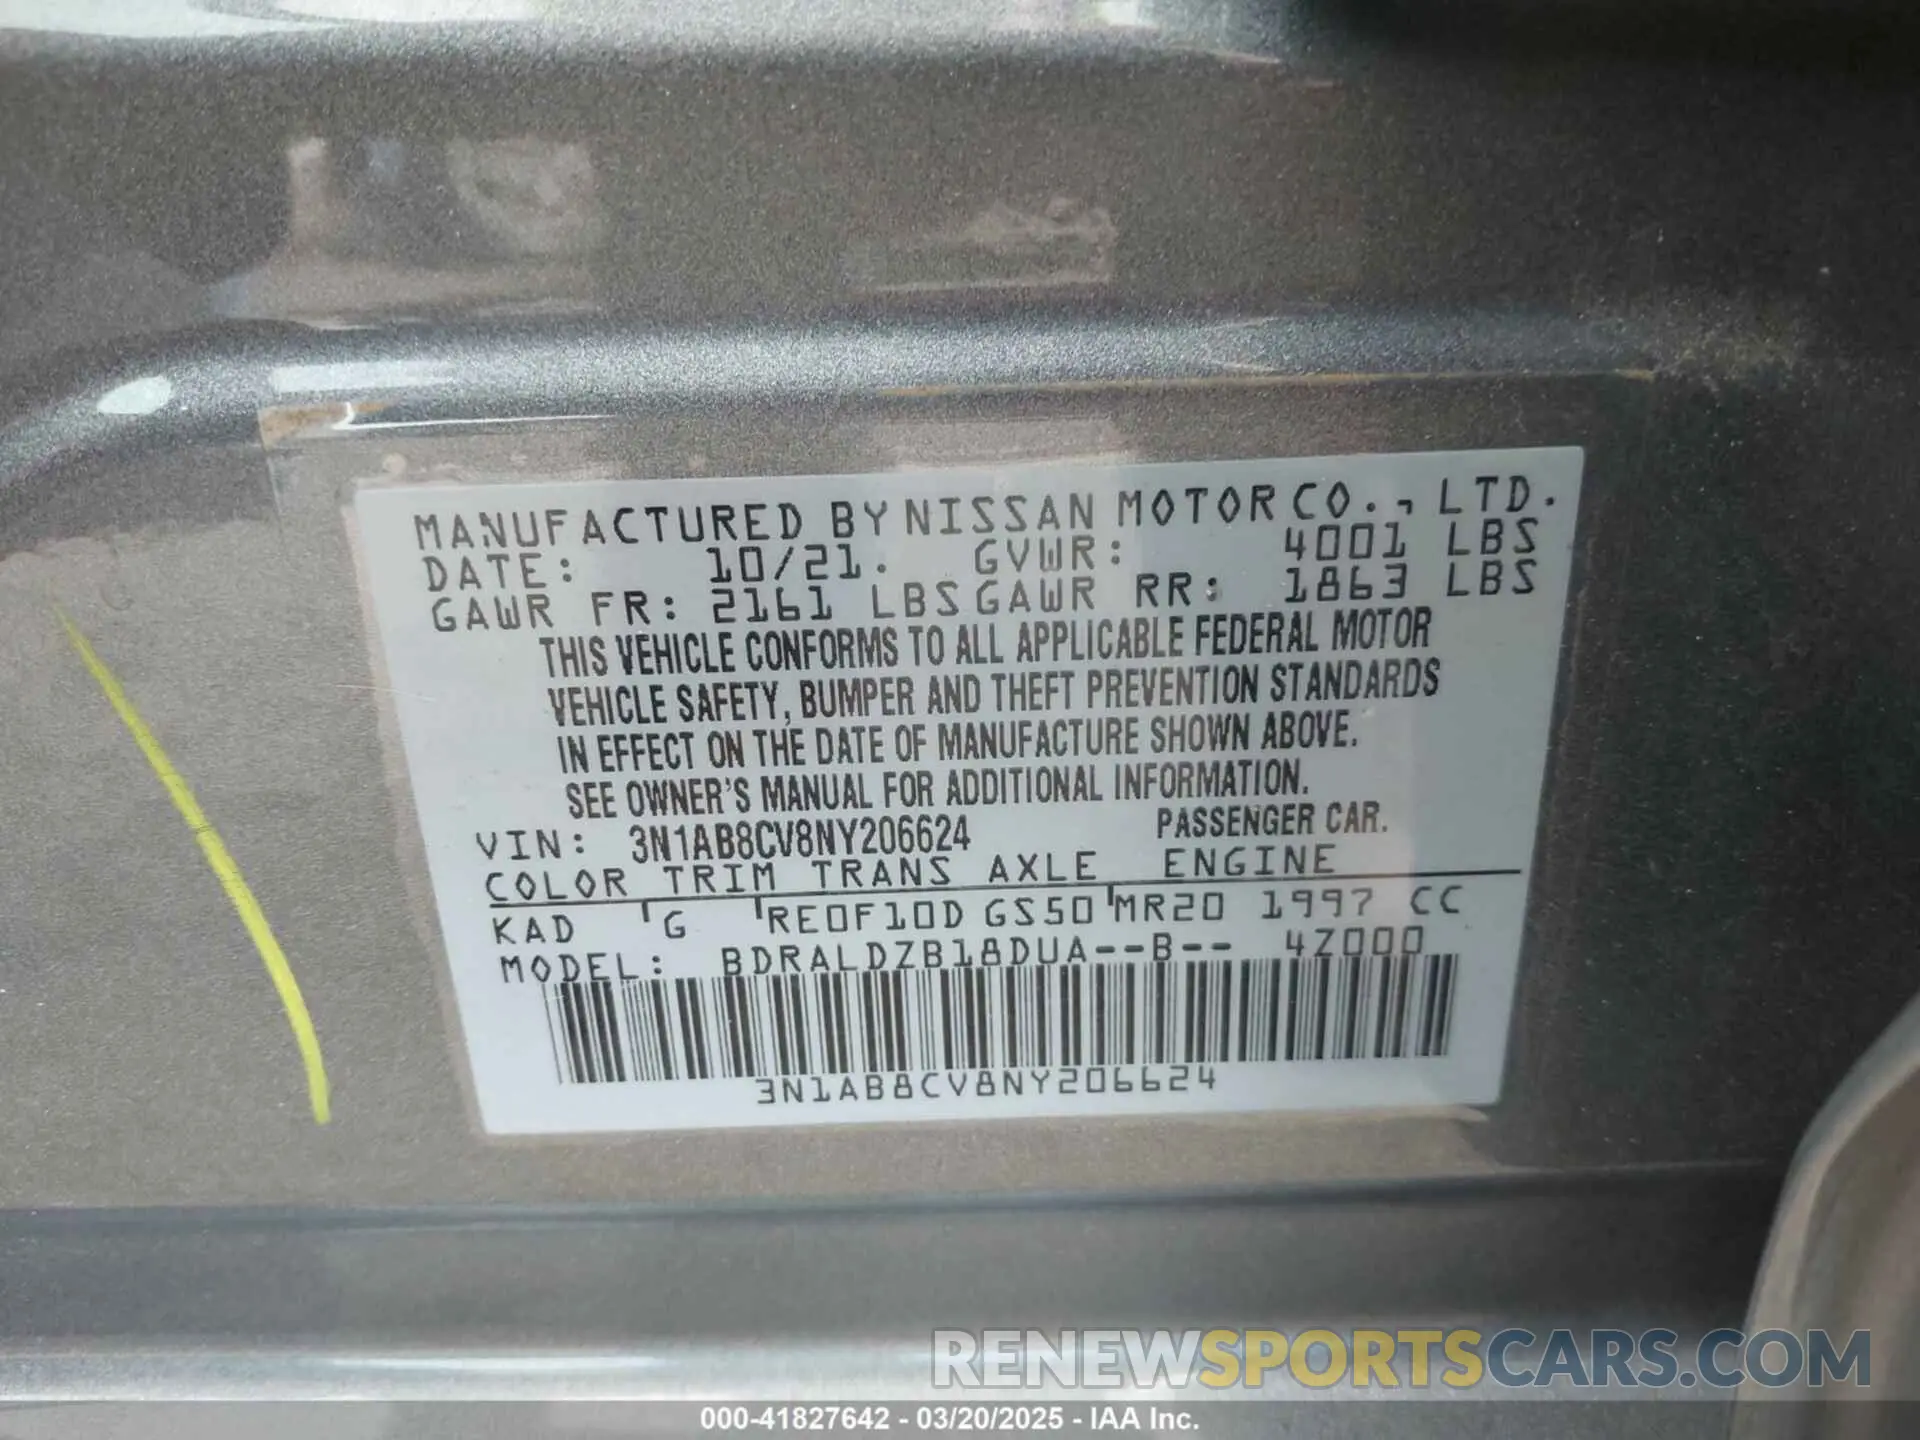 MANUFACTURED BY NISSAN MOTOR CO., LTD.
DATE: 10/21. GVWR: 4001 LBS
GAWR FR: 2161 LBS GAWR RR: 1863 LBS
THIS VEHICLE CONFORMS TO ALL APPLICABLE FEDERAL MOTOR
VEHICLE SAFETY, BUMPER AND THEFT PREVENTION STANDARDS
IN EFFECT ON THE DATE OF MANUFACTURE SHOWN ABOVE.
SEE OWNER'S MANUAL FOR ADDITIONAL INFORMATION.
VIN: 3N1AB8CV8NY206624 PASSENGER CAR.
COLOR TRIM TRANS AXLE ENGINE
KAD G RE0F10D GS50 MR20 1997 CC
MODEL: BDRALDZB18DUA--B-- 4Z000
3N1AB8CV8NY206624
RENEWSPORTSCARS.COM
000-41827642 - 03/20/2025 - IAA Inc.